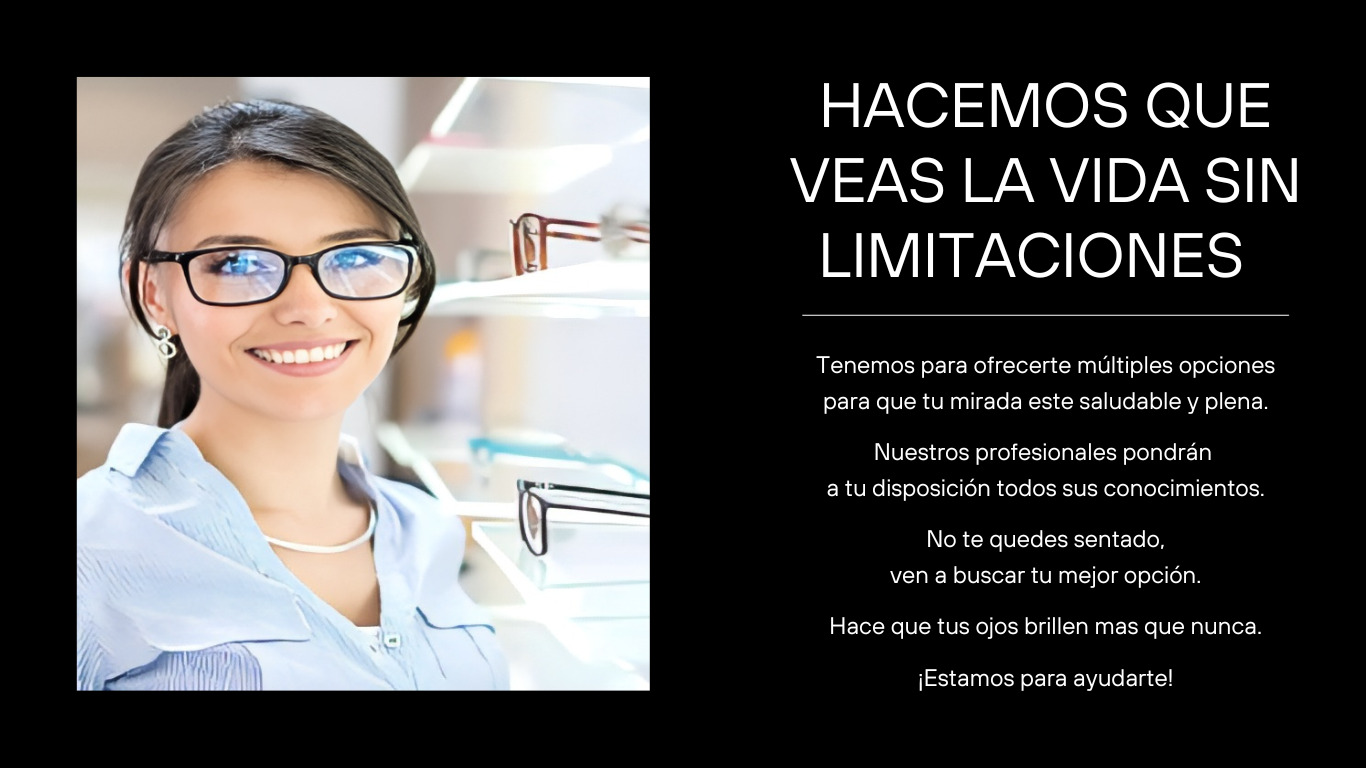 HACEMOS QUE
VEAS LA VIDA SIN
LIMITACIONES
Tenemos para ofrecerte múltiples opciones
para que tu mirada este saludable y plena.
Nuestros profesionales pondrán
a tu disposición todos sus conocimientos.
No te quedes sentado,
ven a buscar tu mejor opción.
Hace que tus ojos brillen mas que nunca.
¡Estamos para ayudarte!